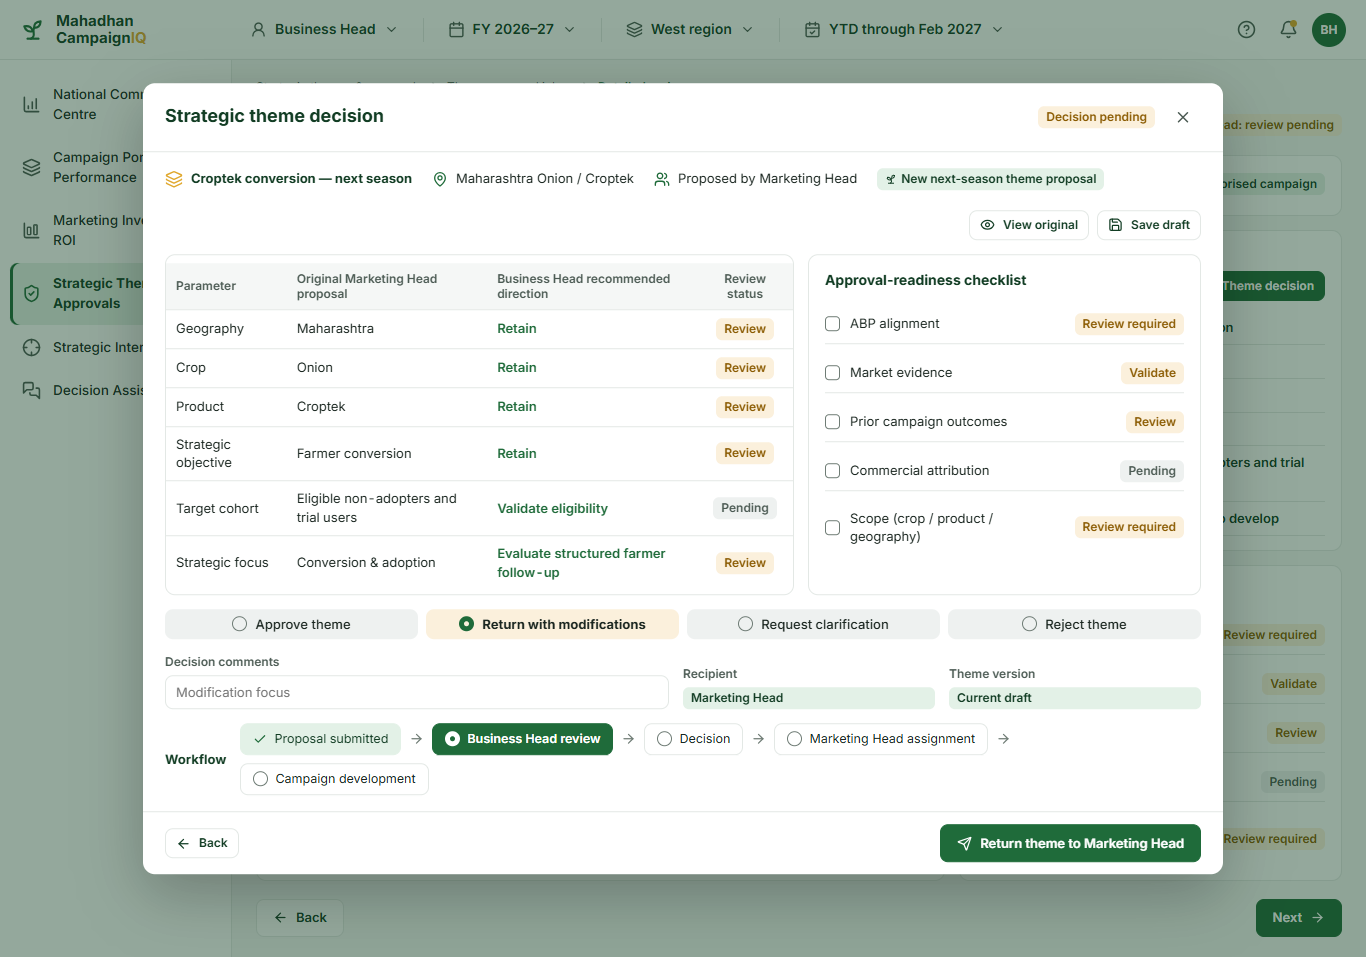 Mahadhan
CampaignIQ
Business Head
FY 2026–27
West region
YTD through Feb 2027
BH
National Com
Centre
Campaign Por
Performance
Marketing Inve
ROI
Strategic The
Approvals
Strategic Inter
Decision Assis
ad: review pending
orised campaign
Theme decision
on
pters and trial
o develop
Review required
Validate
Review
Pending
Review required
Back
Next
Strategic theme decision
Decision pending
Croptek conversion — next season
Maharashtra Onion / Croptek
Proposed by Marketing Head
New next-season theme proposal
View original
Save draft
Parameter
Original Marketing Head proposal
Business Head recommended direction
Review status
Geography
Maharashtra
Retain
Review
Crop
Onion
Retain
Review
Product
Croptek
Retain
Review
Strategic objective
Farmer conversion
Retain
Review
Target cohort
Eligible non-adopters and trial users
Validate eligibility
Pending
Strategic focus
Conversion & adoption
Evaluate structured farmer follow-up
Review
Approval-readiness checklist
ABP alignment
Review required
Market evidence
Validate
Prior campaign outcomes
Review
Commercial attribution
Pending
Scope (crop / product / geography)
Review required
Approve theme
Return with modifications
Request clarification
Reject theme
Decision comments
Modification focus
Recipient
Marketing Head
Theme version
Current draft
Workflow
Proposal submitted
Business Head review
Decision
Marketing Head assignment
Campaign development
Back
Return theme to Marketing Head